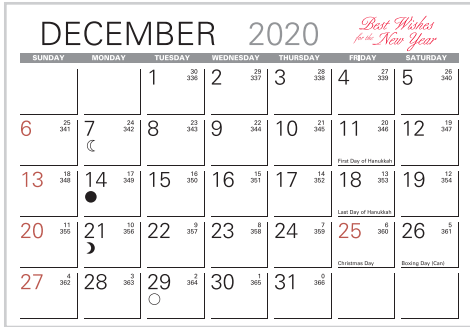 DECEMBER 2020
Best Wishes
for the New Year
SUNDAY MONDAY TUESDAY WEDNESDAY THURSDAY FRIDAY SATURDAY
1 30 336 2 29 337 3 28 338 4 27 339 5 26 340
6 25 341 7 24 342 8 23 343 9 22 344 10 21 345 11 20 346 12 19 347
First Day of Hanukkah
13 18 348 14 17 349 15 16 350 16 15 351 17 14 352 18 13 353 19 12 354
Last Day of Hanukkah
20 11 355 21 10 356 22 9 357 23 8 358 24 7 359 25 6 360 26 5 361
Christmas Day Boxing Day (Can)
27 4 362 28 3 363 29 2 364 30 1 365 31 0 366